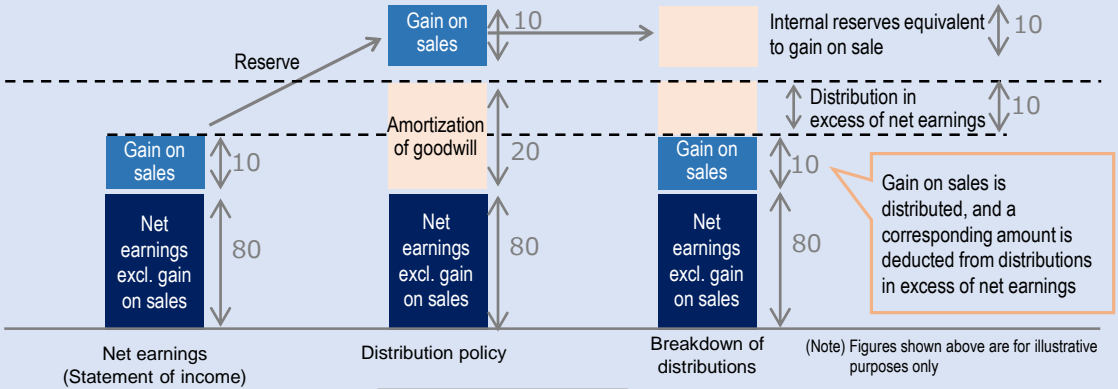 Gain on
sales
10
Internal reserves equivalent
to gain on sale
10
Reserve
Amortization
of goodwill
20
Distribution in
excess of net earnings
10
Gain on
sales
10
Gain on
sales
10
Gain on sales is
distributed, and a
corresponding amount is
deducted from distributions
in excess of net earnings
Net
earnings
excl. gain
on sales
80
Net
earnings
excl. gain
on sales
80
Net
earnings
excl. gain
on sales
80
Net earnings
(Statement of income)
Distribution policy
Breakdown of
distributions
(Note) Figures shown above are for illustrative
purposes only